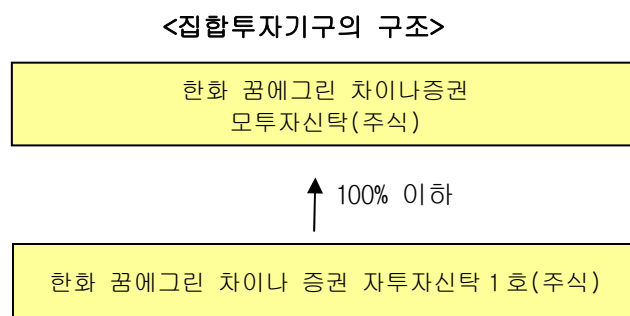 <집합투자기구의 구조>
한화 꿈에그린 차이나증권
모투자신탁(주식)
100% 이하
한화 꿈에그린 차이나 증권 자투자신탁 1 호(주식)